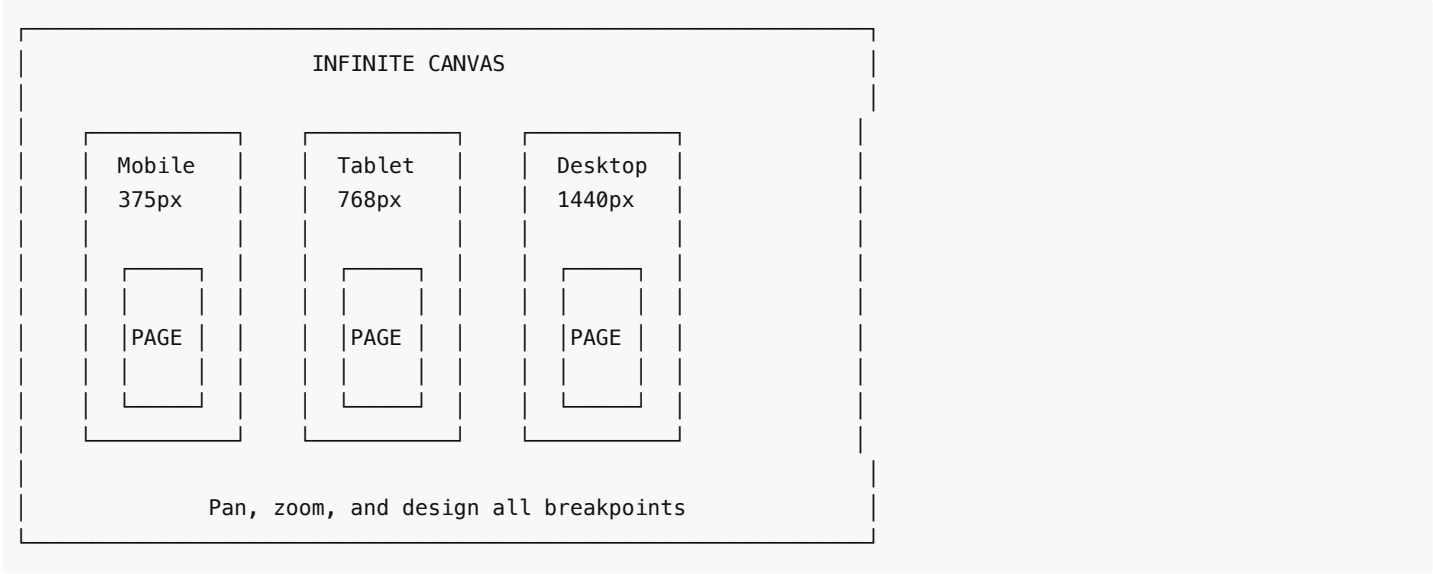 INFINITE CANVAS
Mobile Tablet Desktop
375px 768px 1440px
PAGE PAGE PAGE
Pan, zoom, and design all breakpoints